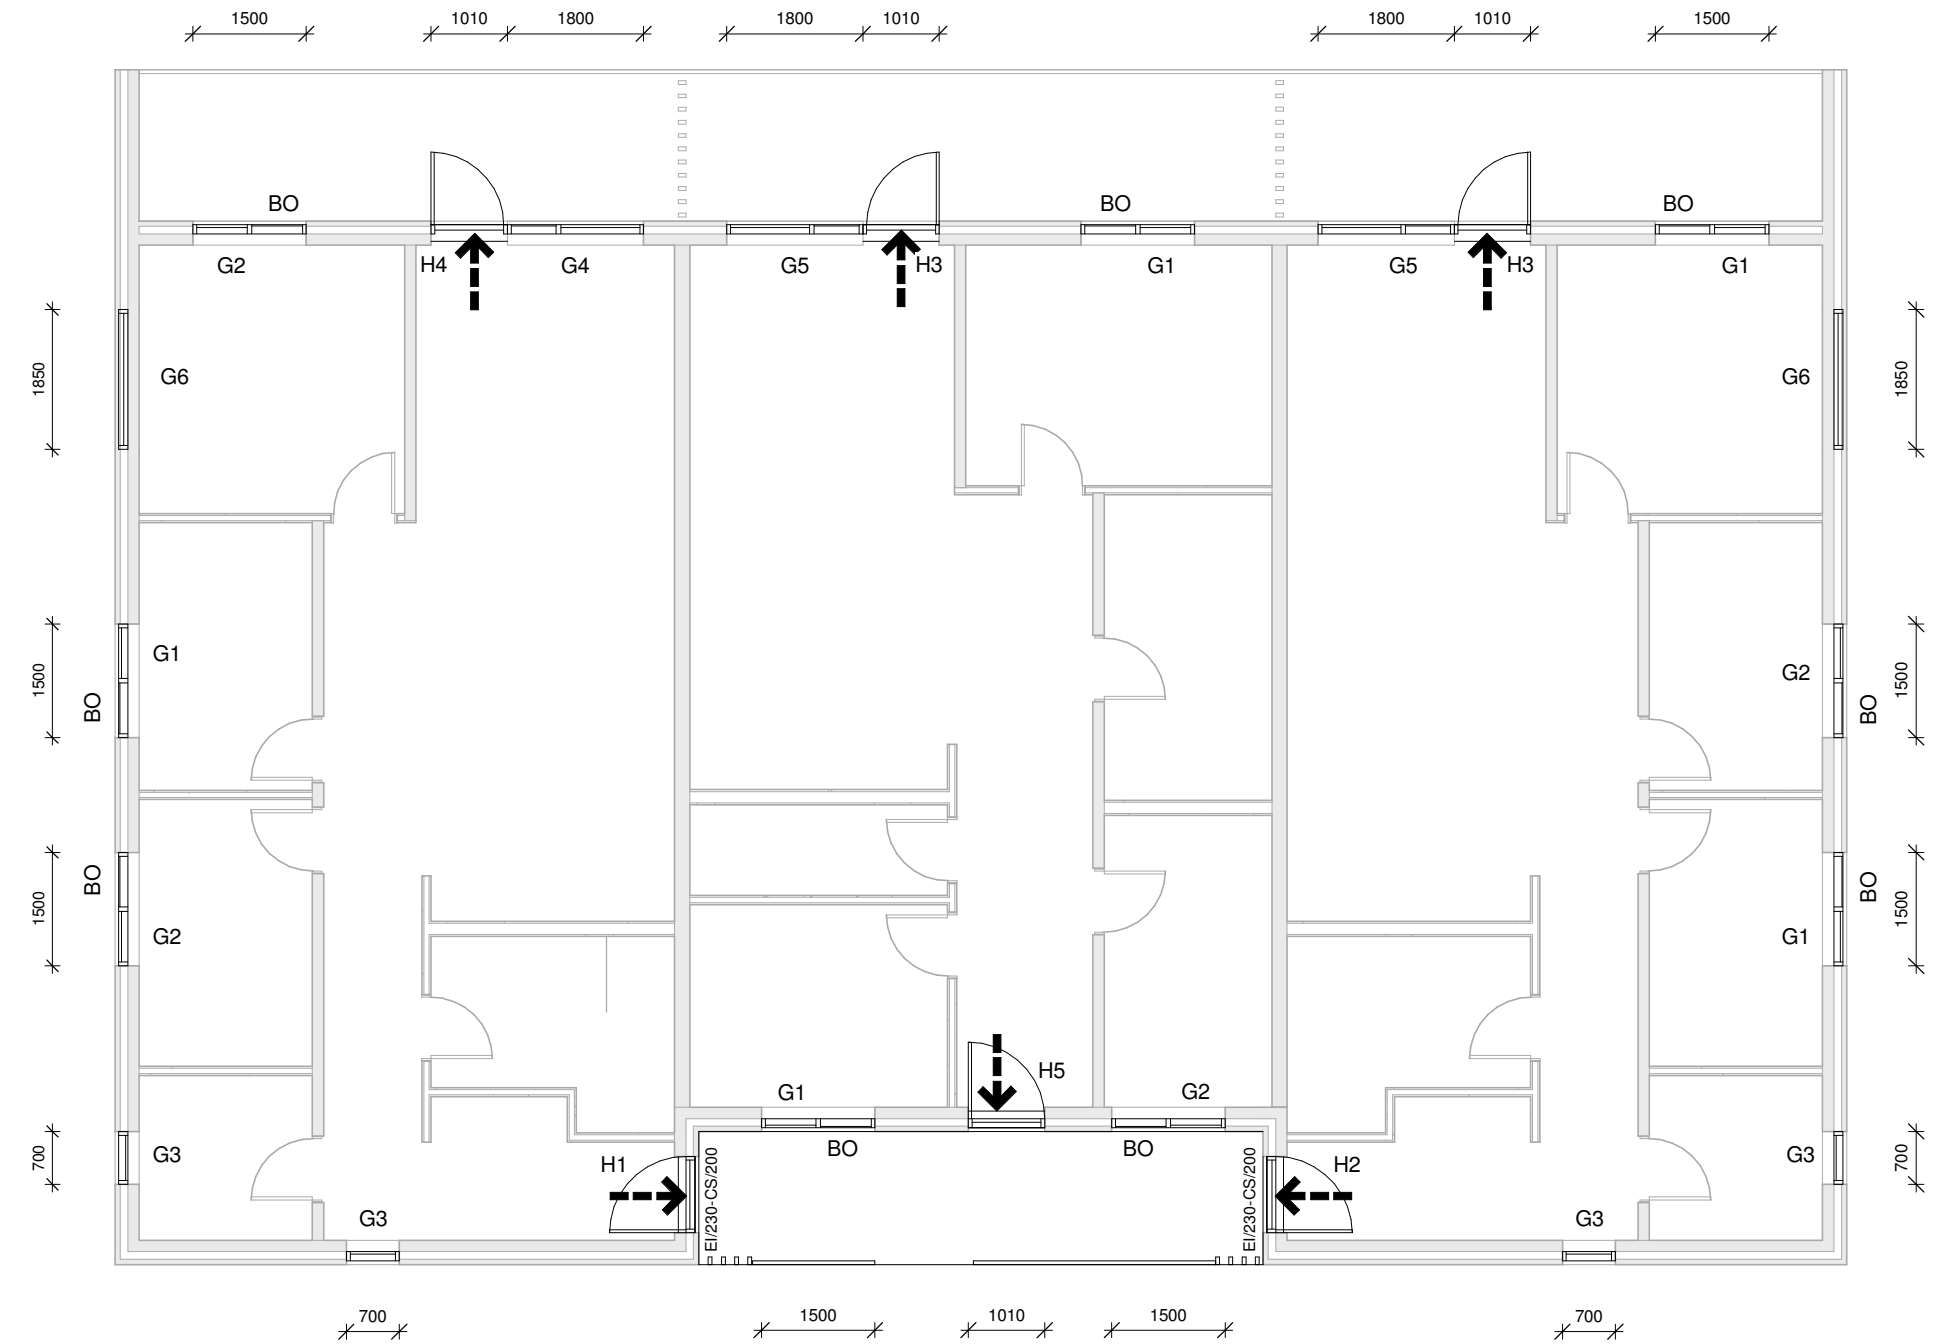 1500 1010 1800 1800 1010 1800 1010 1500
BO BO BO
G2 H4 G4 G5 H3 G1 G5 H3 G1
1850 G6 G6 1850
1500 BO G1 G2 BO 1500
1500 BO G2 G1 BO 1500
H5
G1 G2
BO BO
700 G3 H1 EI/230-CS/200 EI/230-CS/200 H2 G3 700
G3 G3
700 1500 1010 1500 700